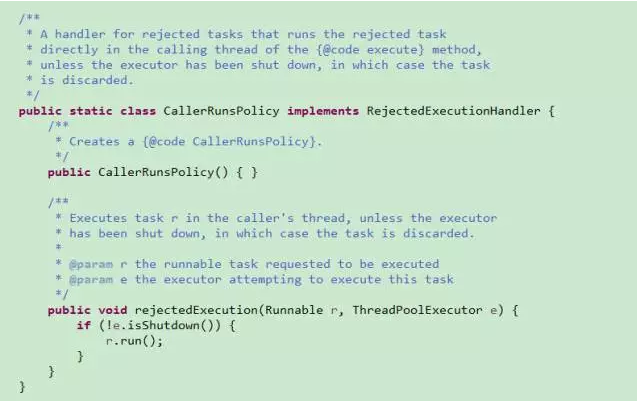 /**
 * A handler for rejected tasks that runs the rejected task
 * directly in the calling thread of the {@code execute} method,
 * unless the executor has been shut down, in which case the task
 * is discarded.
 */
public static class CallerRunsPolicy implements RejectedExecutionHandler {
    /**
     * Creates a {@code CallerRunsPolicy}.
     */
    public CallerRunsPolicy() { }

    /**
     * Executes task r in the caller's thread, unless the executor
     * has been shut down, in which case the task is discarded.
     *
     * @param r the runnable task requested to be executed
     * @param e the executor attempting to execute this task
     */
    public void rejectedExecution(Runnable r, ThreadPoolExecutor e) {
        if (!e.isShutdown()) {
            r.run();
        }
    }
}